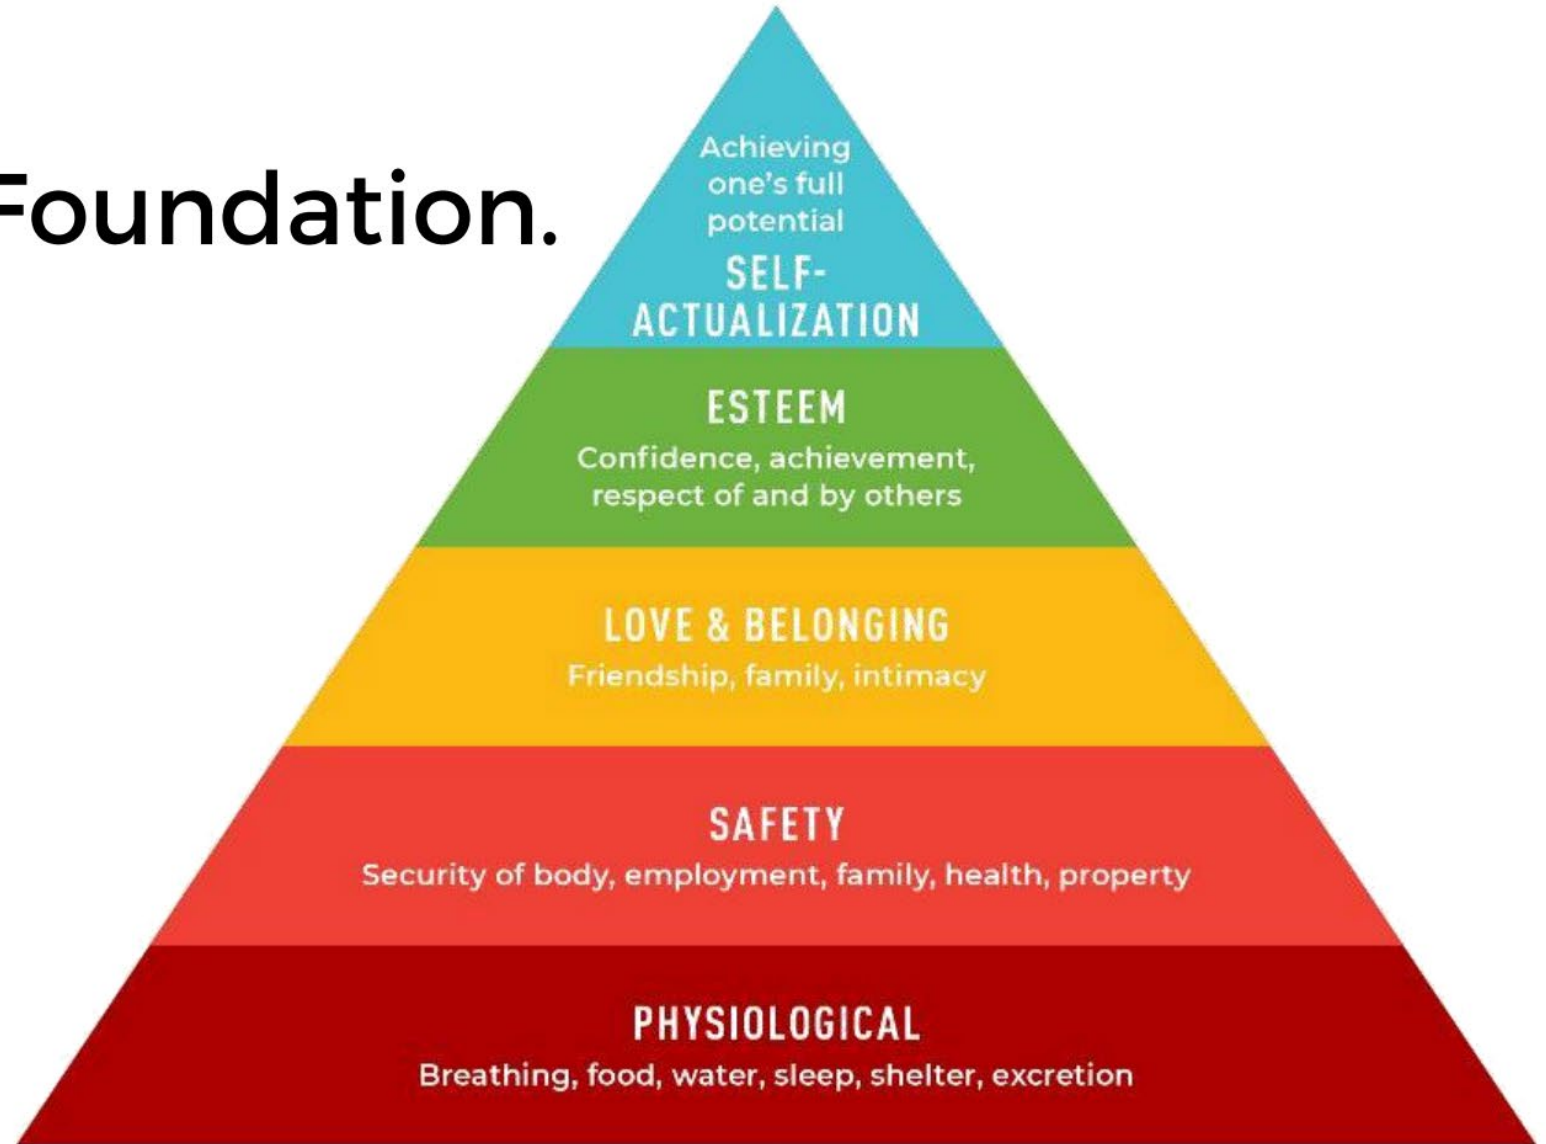 Achieving
one's full
potential
Foundation.
SELF-
ACTUALIZATION
ESTEEM
Confidence, achievement,
respect of and by others
LOVE & BELONGING
Friendship, family, intimacy
SAFETY
Security of body, employment, family, health, property
PHYSIOLOGICAL
Breathing, food, water, sleep, shelter, excretion